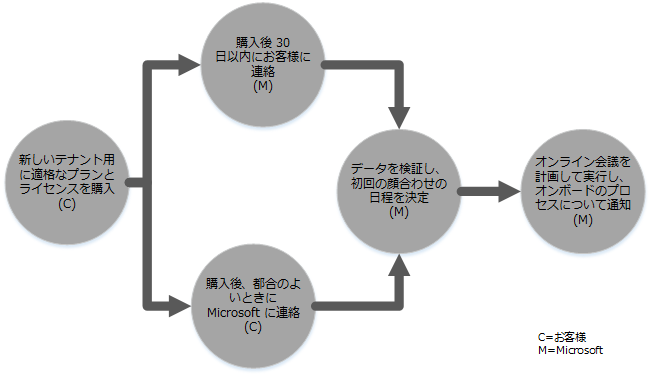 新しいテナント用
に適格なプランと
ライセンスを購入
(C)
購入後 30
日以内にお客様に
連絡
(M)
購入後、都合のよ
いときに
Microsoft に連絡
(C)
データを検証し、
初回の顔合わせの
日程を決定
(M)
オンライン会議を
計画して実行し、
オンボードのプロ
セスについて通知
(M)
C=お客様
M=Microsoft